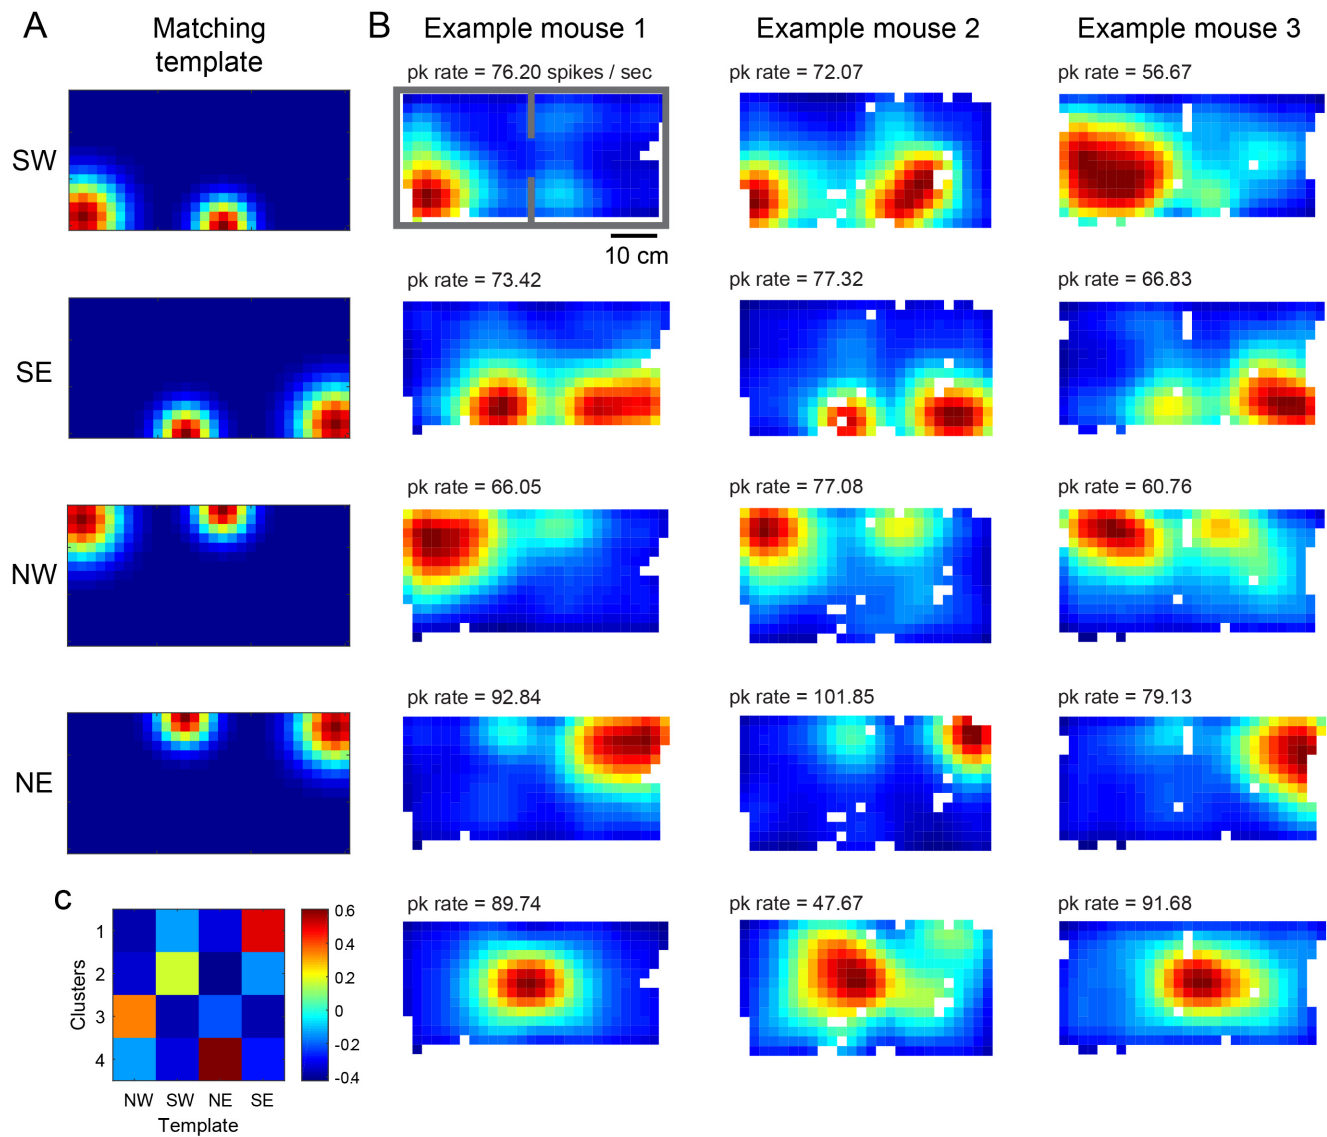 A
Matching
template
B
Example mouse 1
Example mouse 2
Example mouse 3
pk rate = 76.20 spikes / sec
pk rate = 72.07
pk rate = 56.67
SW
10 cm
pk rate = 73.42
pk rate = 77.32
pk rate = 66.83
SE
pk rate = 66.05
pk rate = 77.08
pk rate = 60.76
NW
pk rate = 92.84
pk rate = 101.85
pk rate = 79.13
NE
C
pk rate = 89.74
pk rate = 47.67
pk rate = 91.68
Clusters
1
2
3
4
0.6
0.4
0.2
0
-0.2
-0.4
NW SW NE SE
Template